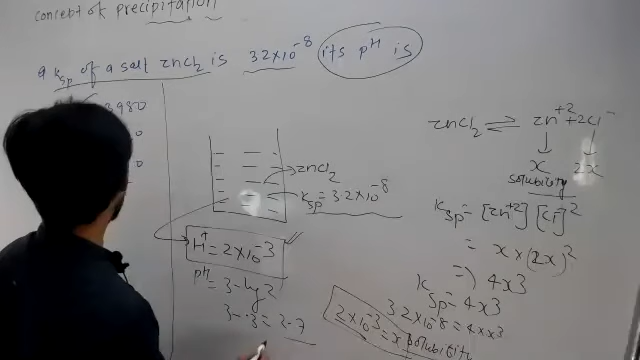 concept of precipitation
Q Ksp of a salt ZnCl2 is 32×10^-8 its pH is
3980
ZnCl2
Ksp = 32×10^-8
H+ = 2×10^-3
pH = 3-log2
3-.3 = 2.7
ZnCl2 ⇌ Zn+2 + 2Cl-
x 2x
solubility
Ksp = [Zn+2] [Cl-]^2
= x × (2x)^2
=) 4x3
Ksp = 4x3
32×10^-8 = 4×x3
2×10^-3 = x solubility